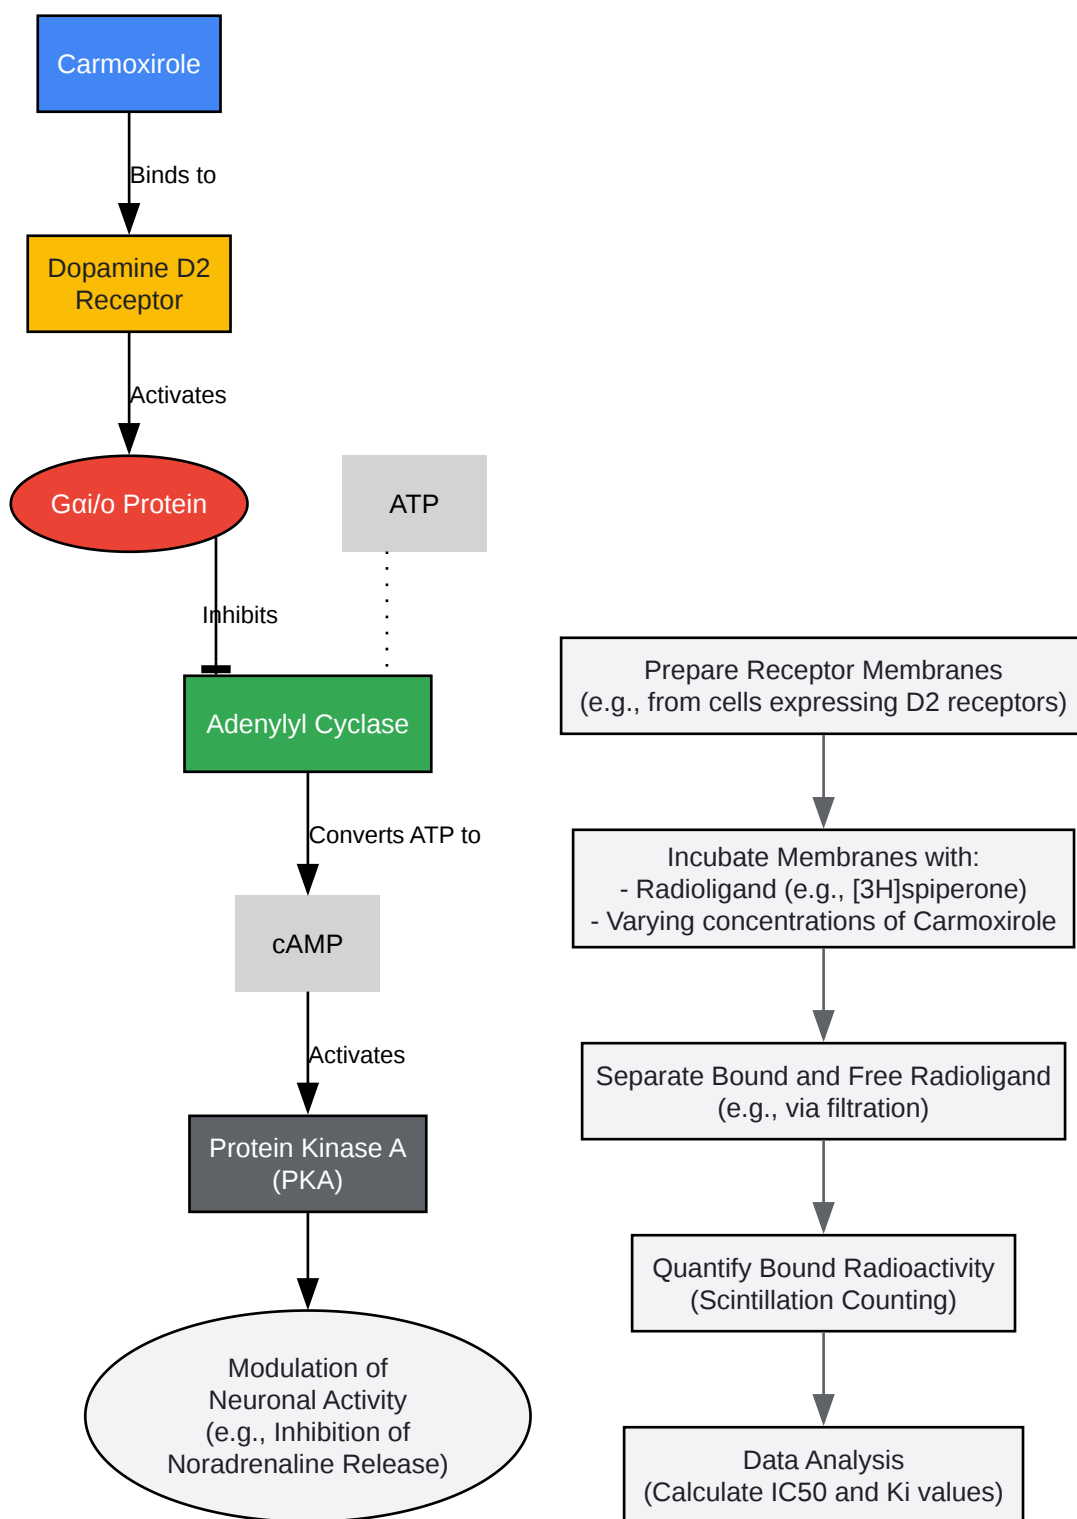 Carmoxirole
Binds to
Dopamine D2
Receptor
Activates
Gαi/o Protein
ATP
Inhibits
Adenylyl Cyclase
Converts ATP to
cAMP
Activates
Protein Kinase A
(PKA)
Modulation of
Neuronal Activity
(e.g., Inhibition of
Noradrenaline Release)
Prepare Receptor Membranes
(e.g., from cells expressing D2 receptors)
Incubate Membranes with:
- Radioligand (e.g., [3H]spiperone)
- Varying concentrations of Carmoxirole
Separate Bound and Free Radioligand
(e.g., via filtration)
Quantify Bound Radioactivity
(Scintillation Counting)
Data Analysis
(Calculate IC50 and Ki values)